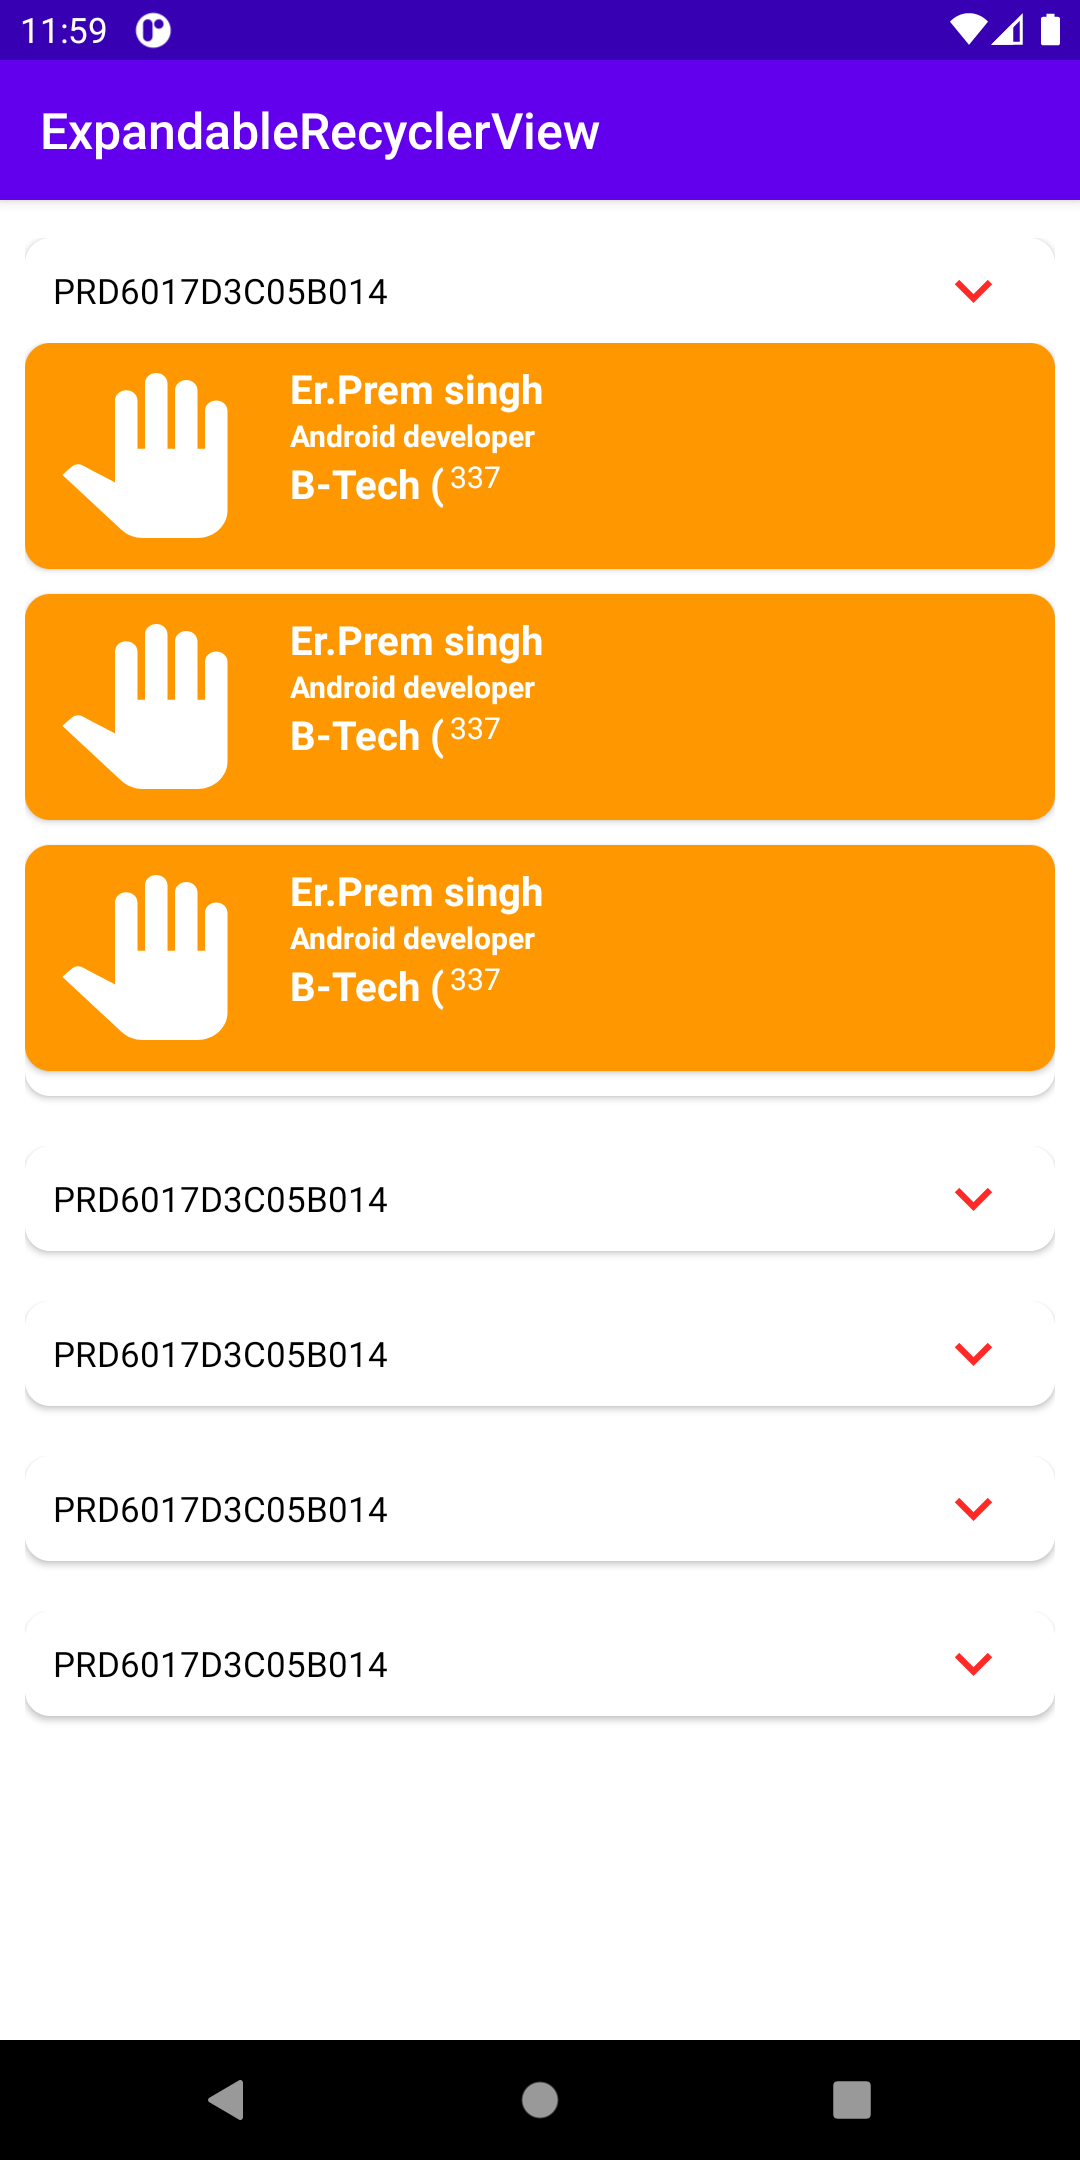 11:59
ExpandableRecyclerView
PRD6017D3C05B014
Er.Prem singh
Android developer
B-Tech ( 337
Er.Prem singh
Android developer
B-Tech ( 337
Er.Prem singh
Android developer
B-Tech ( 337
PRD6017D3C05B014
PRD6017D3C05B014
PRD6017D3C05B014
PRD6017D3C05B014